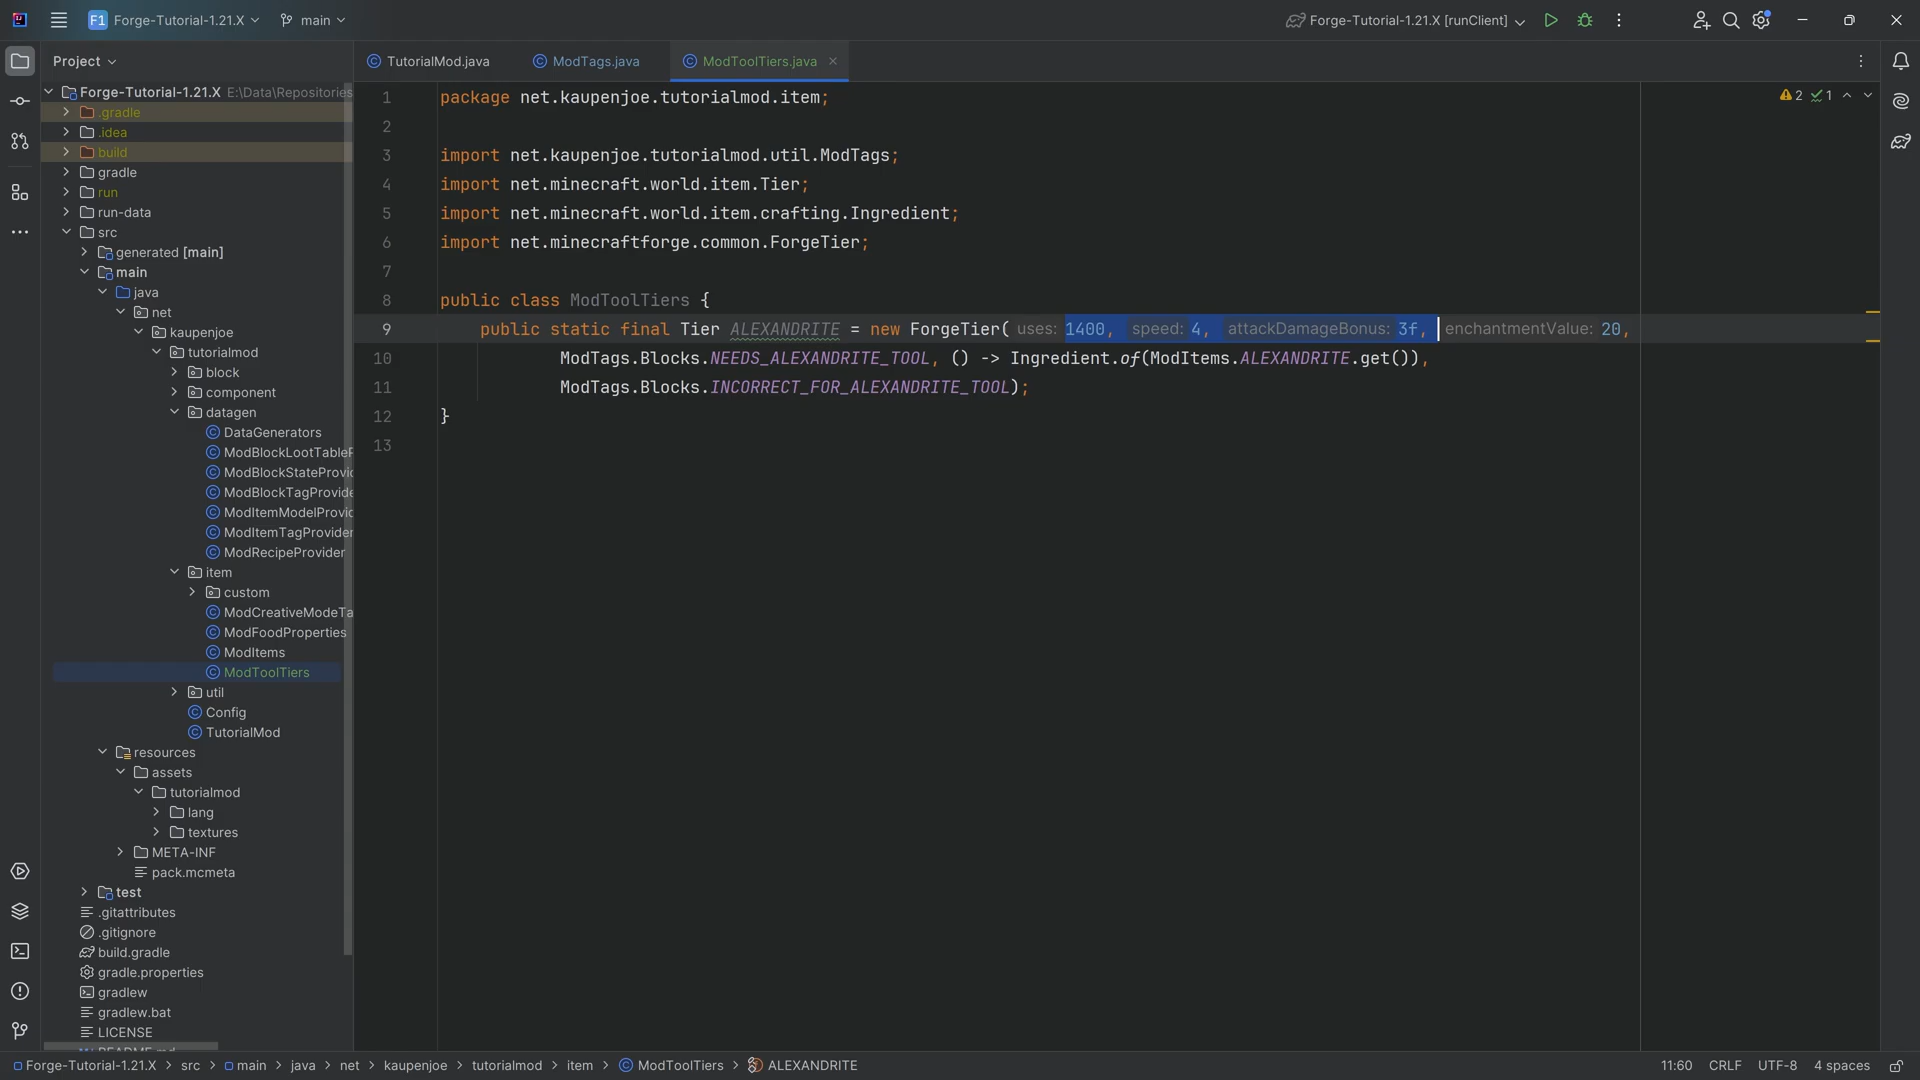 F1 Forge-Tutorial-1.21.X main Forge-Tutorial-1.21.X [runClient]
Project
TutorialMod.java ModTags.java ModToolTiers.java
Forge-Tutorial-1.21.X E:\Data\Repositories
.gradle
.idea
build
gradle
run
run-data
src
generated [main]
main
java
net
kaupenjoe
tutorialmod
block
component
datagen
DataGenerators
ModBlockLootTableP
ModBlockStateProvid
ModBlockTagProvide
ModItemModelProvid
ModItemTagProvider
ModRecipeProvider
item
custom
ModCreativeModeTa
ModFoodProperties
ModItems
ModToolTiers
util
Config
TutorialMod
resources
assets
tutorialmod
lang
textures
META-INF
pack.mcmeta
test
.gitattributes
.gitignore
build.gradle
gradle.properties
gradlew
gradlew.bat
LICENSE
README.md
2 1
1 package net.kaupenjoe.tutorialmod.item;
2
3 import net.kaupenjoe.tutorialmod.util.ModTags;
4 import net.minecraft.world.item.Tier;
5 import net.minecraft.world.item.crafting.Ingredient;
6 import net.minecraftforge.common.ForgeTier;
7
8 public class ModToolTiers {
9 public static final Tier ALEXANDRITE = new ForgeTier( uses: 1400, speed: 4, attackDamageBonus: 3f, enchantmentValue: 20,
10 ModTags.Blocks.NEEDS_ALEXANDRITE_TOOL, () -> Ingredient.of(ModItems.ALEXANDRITE.get()),
11 ModTags.Blocks.INCORRECT_FOR_ALEXANDRITE_TOOL);
12 }
13
Forge-Tutorial-1.21.X > src > main > java > net > kaupenjoe > tutorialmod > item > ModToolTiers > ALEXANDRITE 11:60 CRLF UTF-8 4 spaces